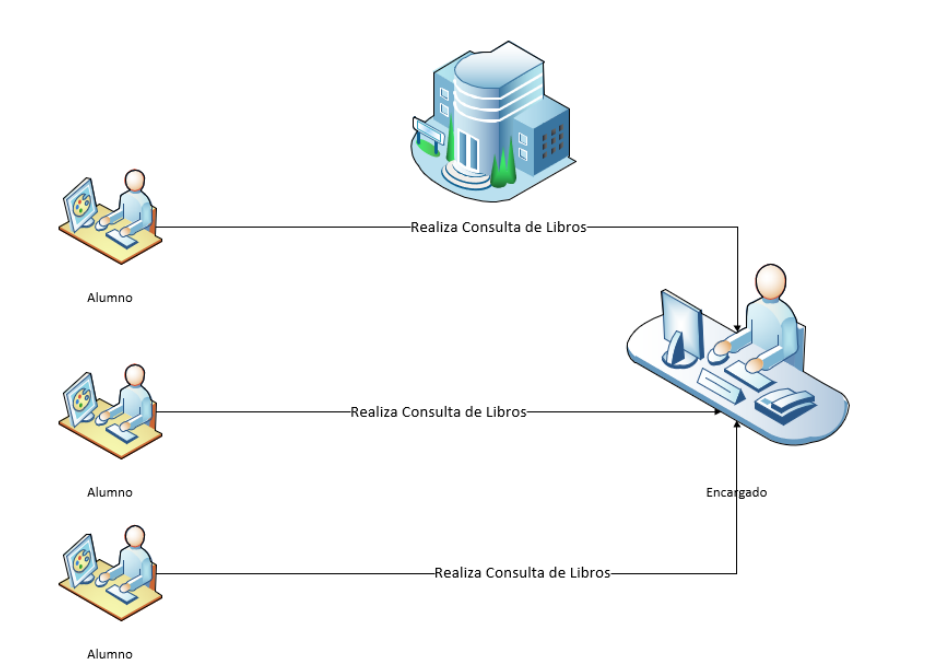 Realiza Consulta de Libros
Alumno
Realiza Consulta de Libros
Alumno
Encargado
Realiza Consulta de Libros
Alumno